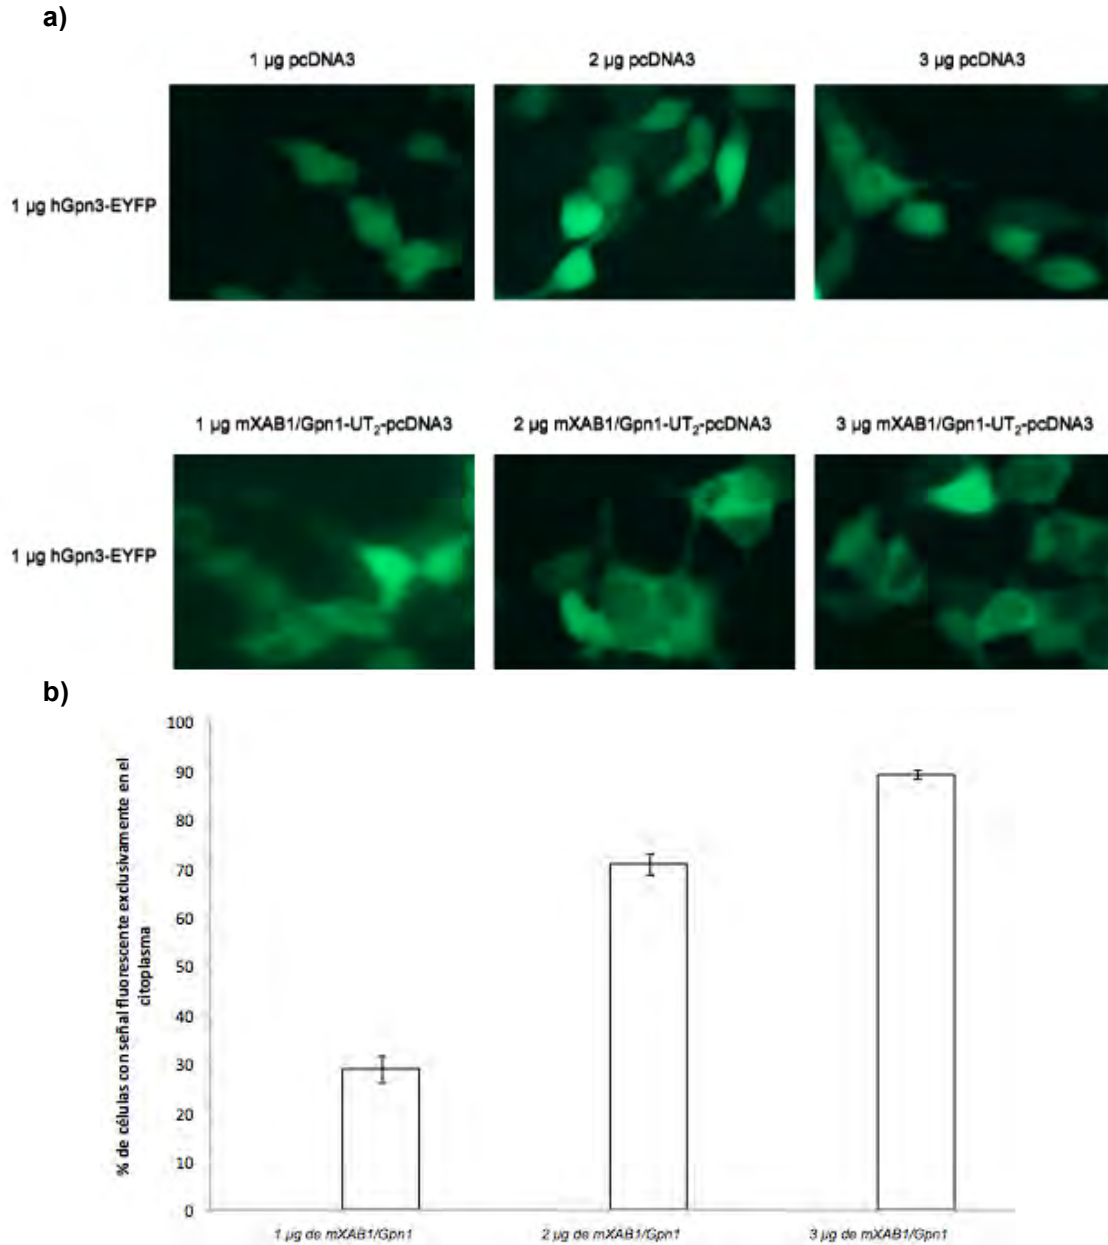 a)
1 µg pcDNA3
2 µg pcDNA3
3 µg pcDNA3
1 µg hGpn3-EYFP
1 µg mXAB1/Gpn1-UT₂-pcDNA3
2 µg mXAB1/Gpn1-UT₂-pcDNA3
3 µg mXAB1/Gpn1-UT₂-pcDNA3
1 µg hGpn3-EYFP
b)
% de células con señal fluorescente exclusivamente en el
citoplasma
100
90
80
70
60
50
40
30
20
10
0
1 µg de mXAB1/Gpn1
2 µg de mXAB1/Gpn1
3 µg de mXAB1/Gpn1